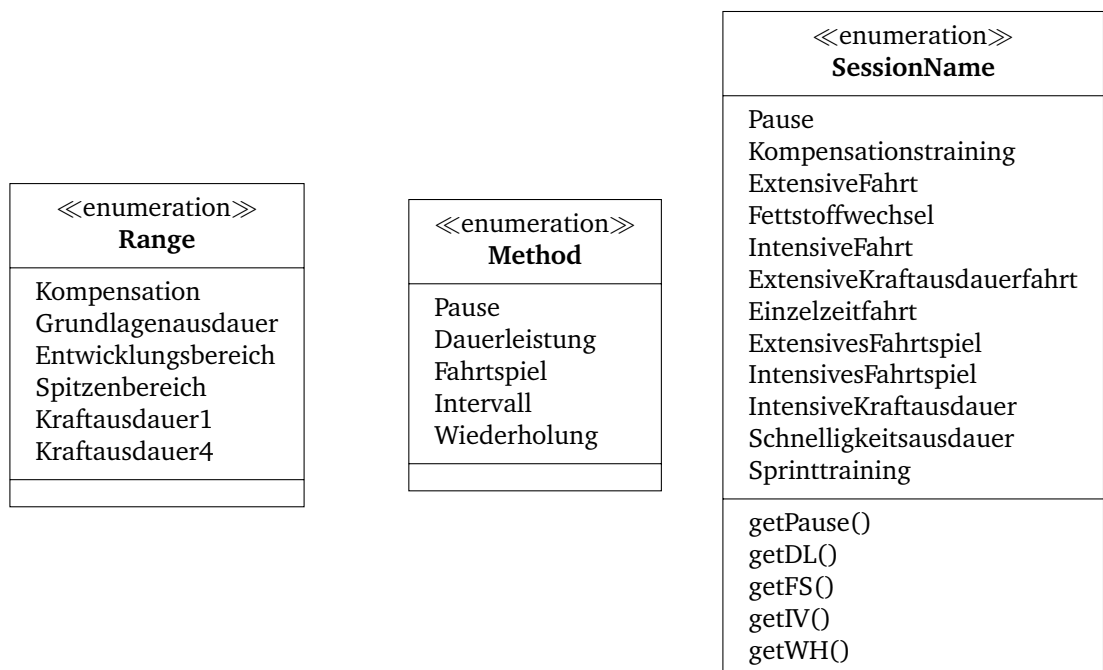 ≪enumeration≫
Range
Kompensation
Grundlagenausdauer
Entwicklungsbereich
Spitzenbereich
Kraftausdauer1
Kraftausdauer4
≪enumeration≫
Method
Pause
Dauerleistung
Fahrtspiel
Intervall
Wiederholung
≪enumeration≫
SessionName
Pause
Kompensationstraining
ExtensiveFahrt
Fettstoffwechsel
IntensiveFahrt
ExtensiveKraftausdauerfahrt
Einzelzeitfahrt
ExtensivesFahrtspiel
IntensivesFahrtspiel
IntensiveKraftausdauer
Schnelligkeitsausdauer
Sprinttraining
getPause()
getDL()
getFS()
getIV()
getWH()